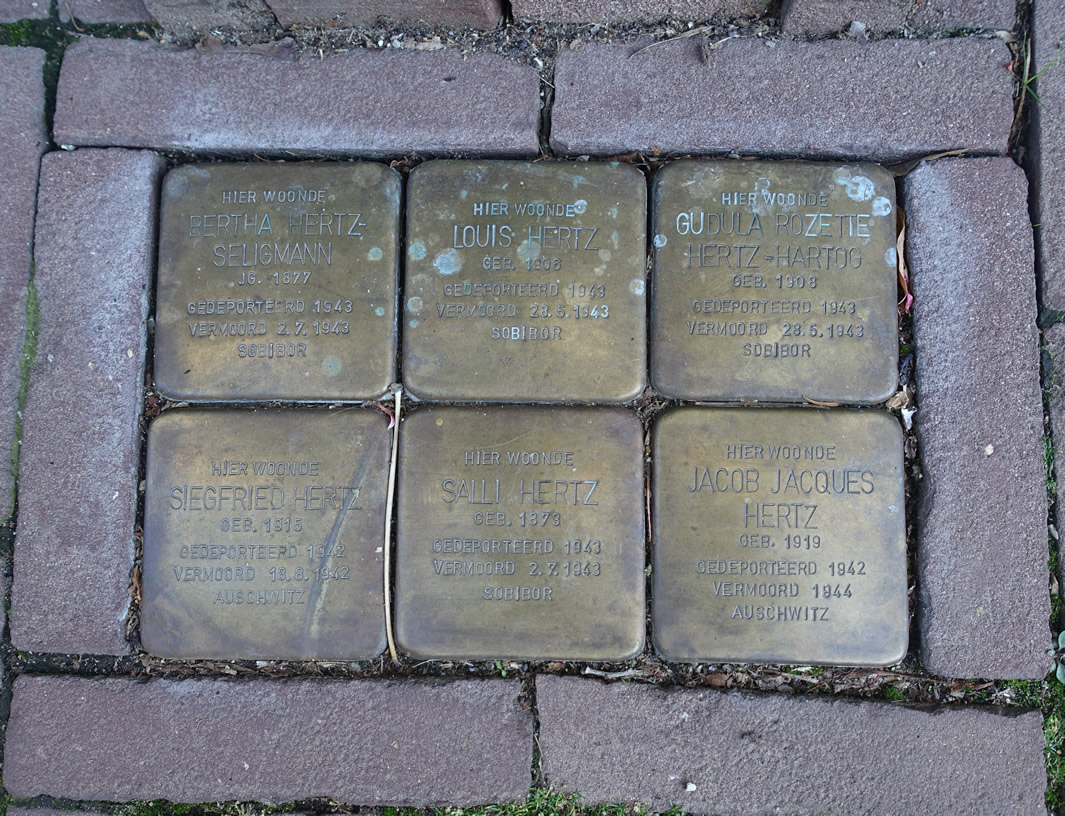 HIER WOONDE
BERTHA HERTZ-
SELIGMANN
JG. 1877
GEDEPORTEERD 1943
VERMOORD 2.7.1943
SOBIBOR
HIER WOONDE
LOUIS HERTZ
GEB. 1908
GEDEPORTEERD 1943
VERMOORD 28.5.1943
SOBIBOR
HIER WOONDE
GUDULA ROZETTE
HERTZ-HARTOG
GEB. 1908
GEDEPORTEERD 1943
VERMOORD 28.5.1943
SOBIBOR
HIER WOONDE
SIEGFRIED HERTZ
GEB. 1915
GEDEPORTEERD 1942
VERMOORD 18.8.1942
AUSCHWITZ
HIER WOONDE
SALLI HERTZ
GEB. 1873
GEDEPORTEERD 1943
VERMOORD 2.7.1943
SOBIBOR
HIER WOONDE
JACOB JACQUES
HERTZ
GEB. 1919
GEDEPORTEERD 1942
VERMOORD 1944
AUSCHWITZ